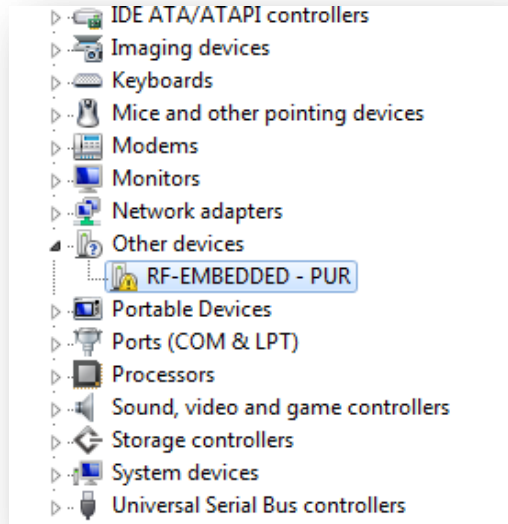 IDE ATA/ATAPI controllers
Imaging devices
Keyboards
Mice and other pointing devices
Modems
Monitors
Network adapters
Other devices
RF-EMBEDDED - PUR
Portable Devices
Ports (COM & LPT)
Processors
Sound, video and game controllers
Storage controllers
System devices
Universal Serial Bus controllers